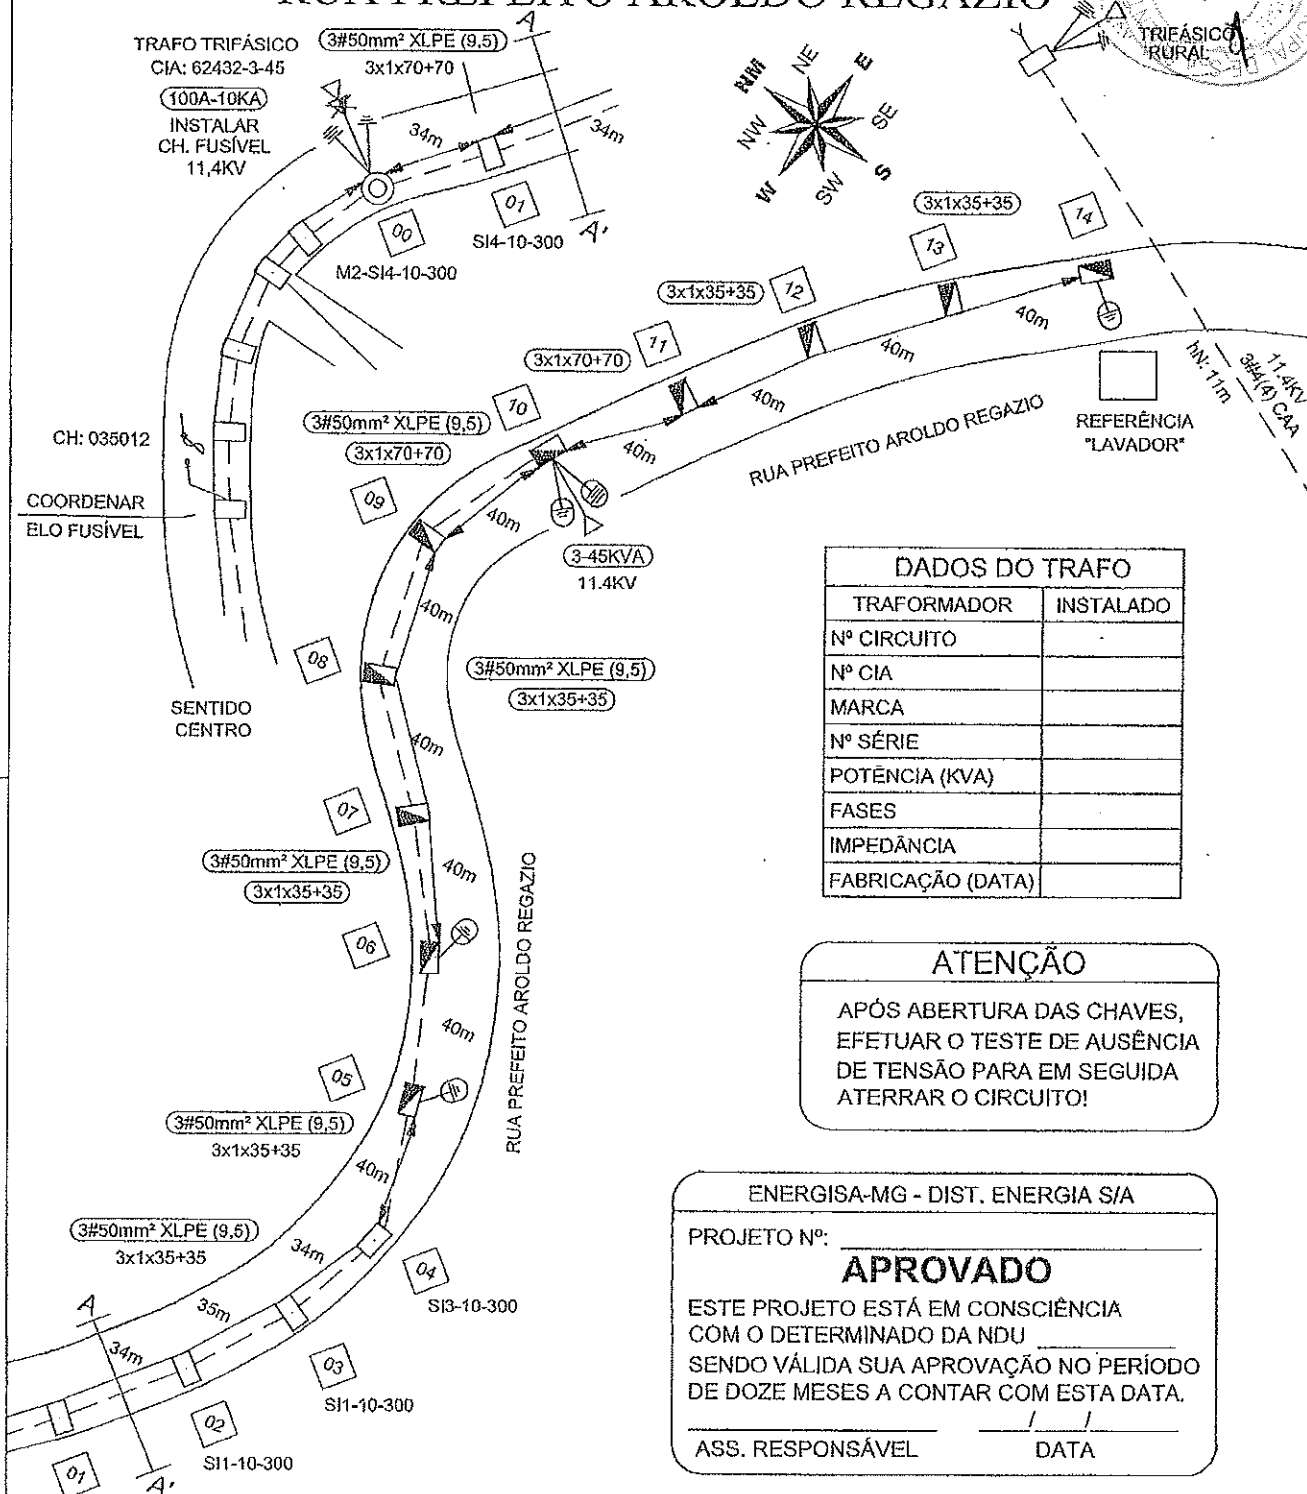 RUA PREFEITO AROLDO REGAZIO
TRAFO TRIFÁSICO
CIA: 62432-3-45
100A-10KA
INSTALAR
CH. FUSÍVEL
11,4KV
3#50mm² XLPE (9,5)
3x1x70+70
A
34m
34m
00
M2-SI4-10-300
01
SI4-10-300
A'
NM
NE
E
SE
S
SW
W
NW
TRIFÁSICO
RURAL
3x1x35+35
14
13
3x1x35+35
12
11
3x1x70+70
10
3#50mm² XLPE (9,5)
3x1x70+70
09
40m
40m
40m
40m
40m
hN: 11m
11.4KV
3#4(4) CAA
REFERÊNCIA
"LAVADOR"
RUA PREFEITO AROLDO REGAZIO
3-45KVA
11.4KV
CH: 035012
COORDENAR
ELO FUSÍVEL
SENTIDO
CENTRO
40m
08
3#50mm² XLPE (9,5)
3x1x35+35
40m
07
3#50mm² XLPE (9,5)
3x1x35+35
40m
06
RUA PREFEITO AROLDO REGAZIO
40m
05
3#50mm² XLPE (9,5)
3x1x35+35
40m
3#50mm² XLPE (9,5)
3x1x35+35
34m
04
SI3-10-300
A
35m
34m
03
SI1-10-300
02
SI1-10-300
01
A'
DADOS DO TRAFO
TRAFORMADOR INSTALADO
Nº CIRCUITO -
Nº CIA
MARCA
Nº SÉRIE
POTÊNCIA (KVA)
FASES
IMPEDÂNCIA
FABRICAÇÃO (DATA)
ATENÇÃO
APÓS ABERTURA DAS CHAVES,
EFETUAR O TESTE DE AUSÊNCIA
DE TENSÃO PARA EM SEGUIDA
ATERRAR O CIRCUITO!
ENERGISA-MG - DIST. ENERGIA S/A
PROJETO Nº:
APROVADO
ESTE PROJETO ESTÁ EM CONSCIÊNCIA
COM O DETERMINADO DA NDU
SENDO VÁLIDA SUA APROVAÇÃO NO PERÍODO
DE DOZE MESES A CONTAR COM ESTA DATA.
/ /
ASS. RESPONSÁVEL DATA